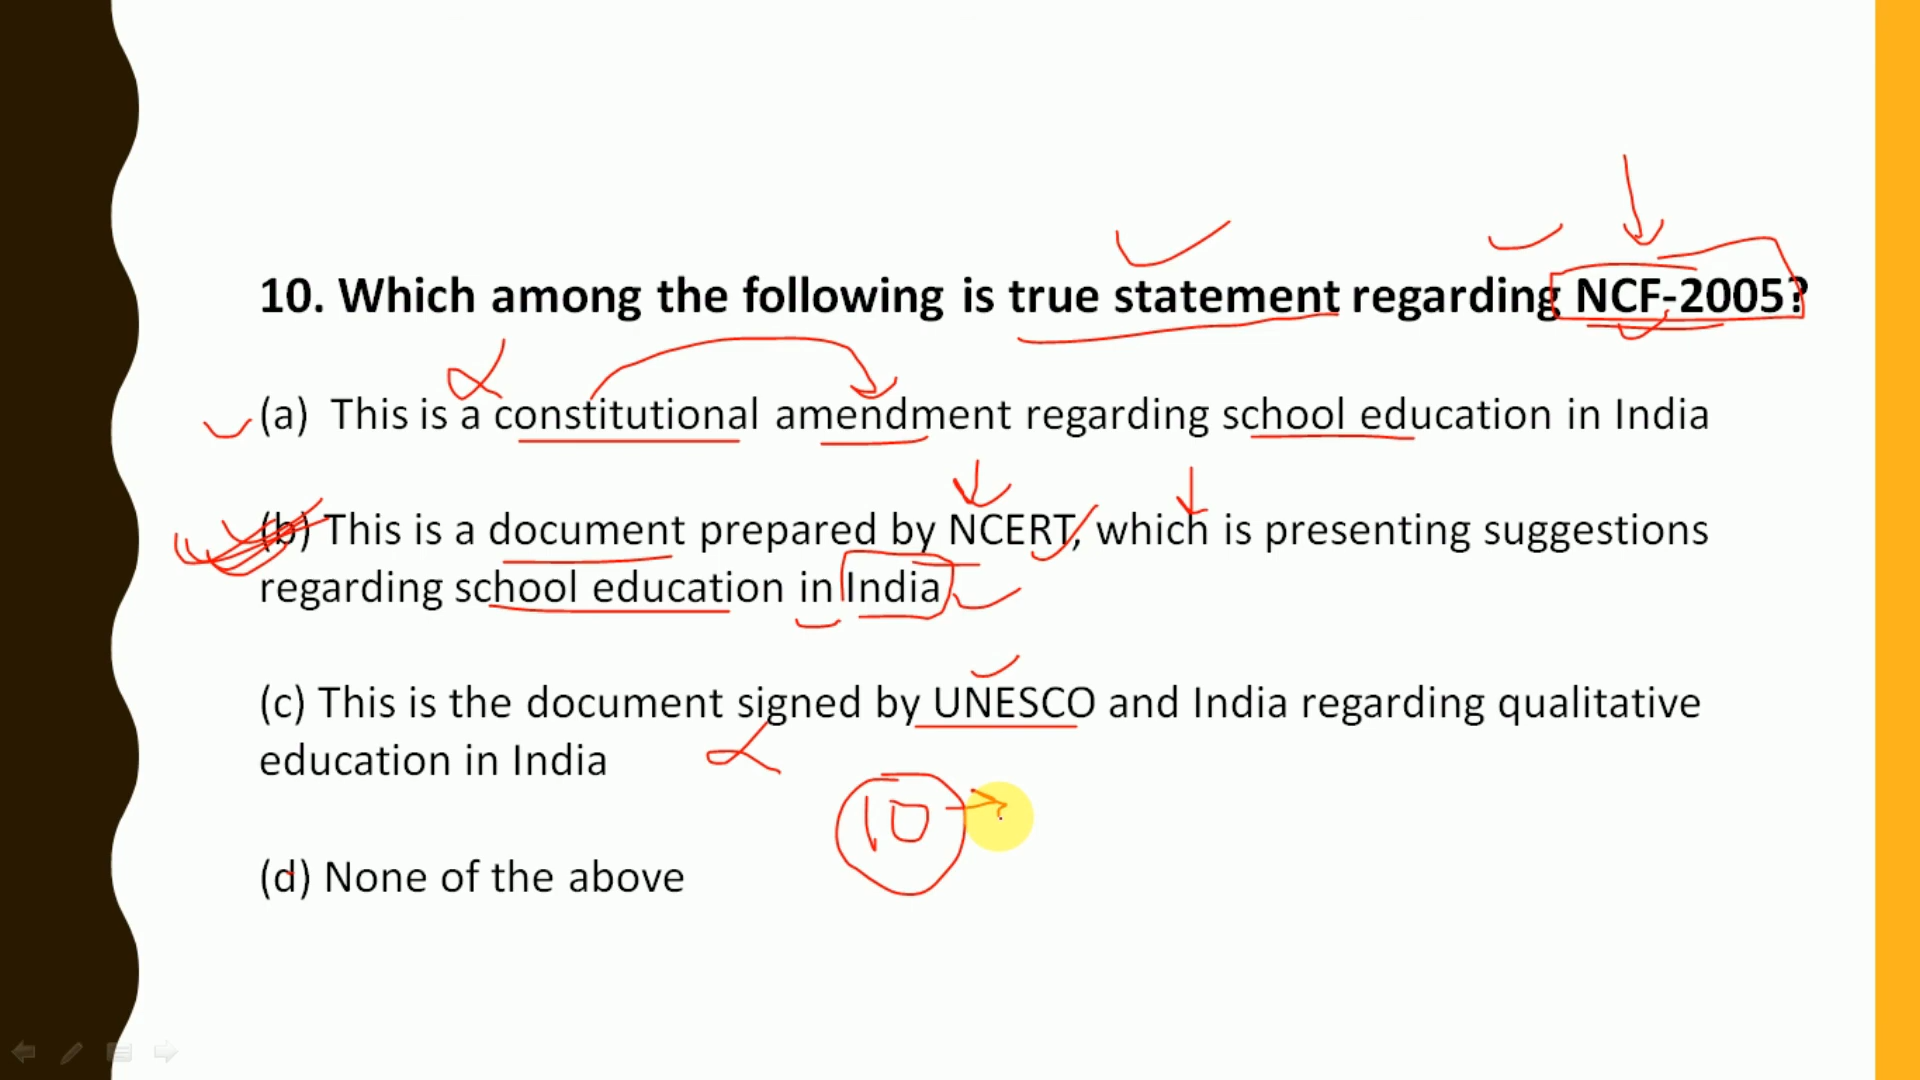 10. Which among the following is true statement regarding NCF-2005?
(a) This is a constitutional amendment regarding school education in India
(b) This is a document prepared by NCERT, which is presenting suggestions
regarding school education in India
(c) This is the document signed by UNESCO and India regarding qualitative
education in India
10
(d) None of the above